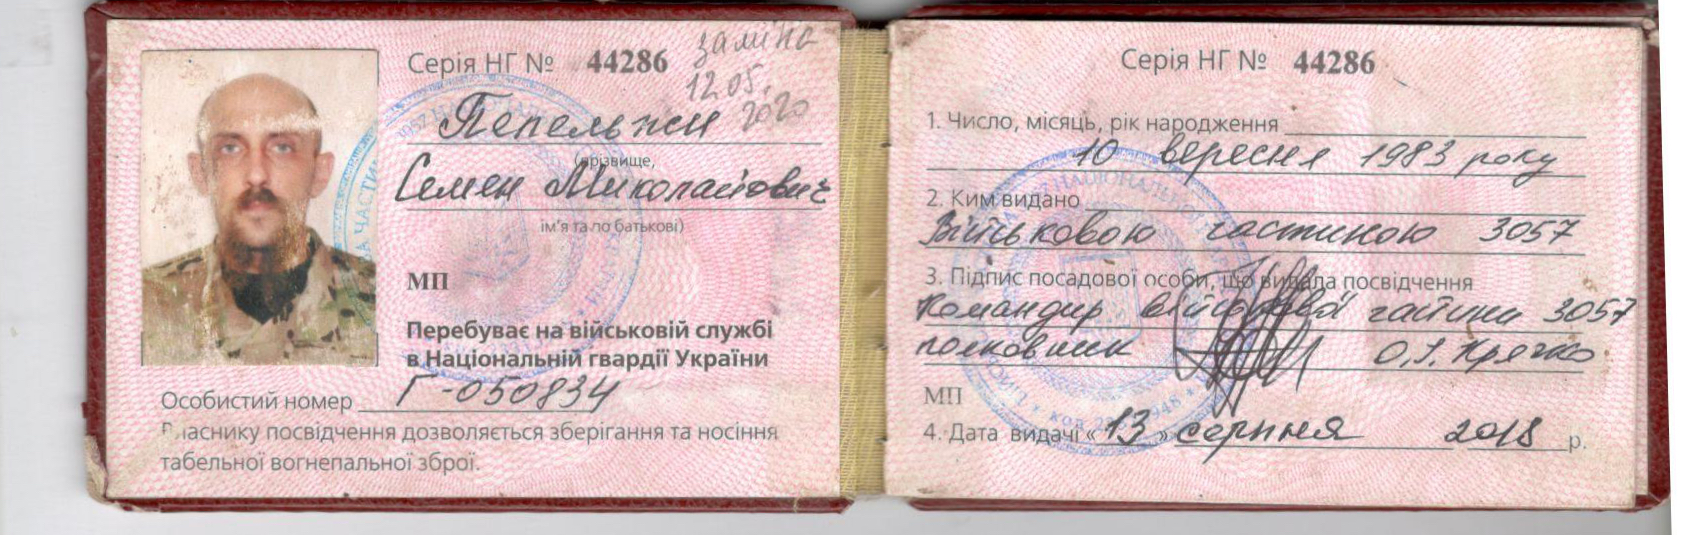 Серія НГ № 44286
12.05.
2020
(прізвище,
Семен Миколайович
ім'я та по батькові)
МП
Перебуває на військовій службі
в Національній гвардії України
Особистий номер Г-050834
Власнику посвідчення дозволяється зберігання та носіння
табельної вогнепальної зброї.
Серія НГ № 44286
1. Число, місяць, рік народження
10 вересня 1983 року
2. Ким видано
Військовою частиною 3057
3. Підпис посадової особи, що видала посвідчення
Командир військової частини 3057
полковник
МП
4. Дата видачі « 13 » серпня 2018 р.